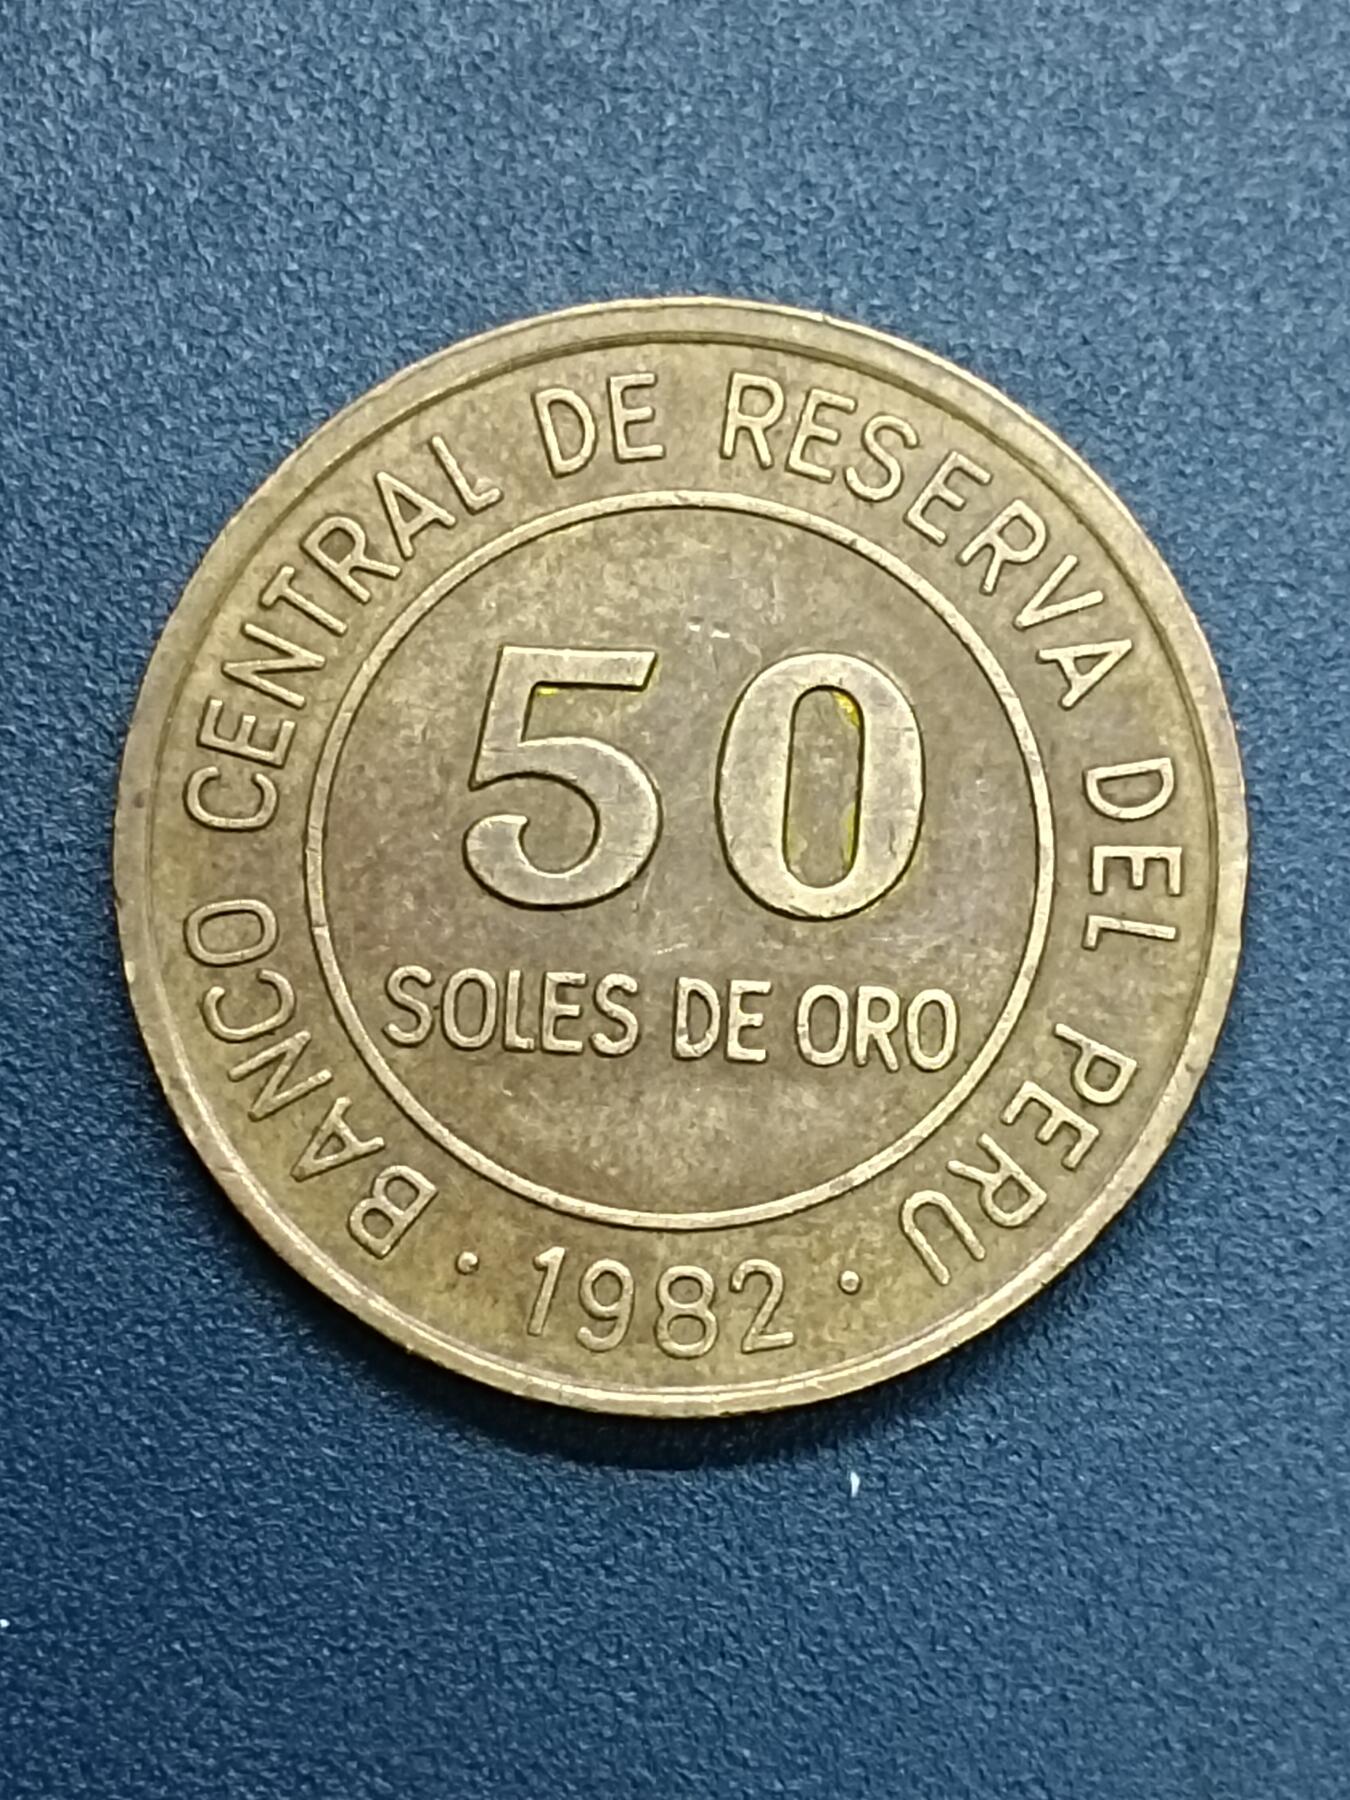 BANCO CENTRAL DE RESERVA DEL PERU
50
SOLES DE ORO
· 1982 ·